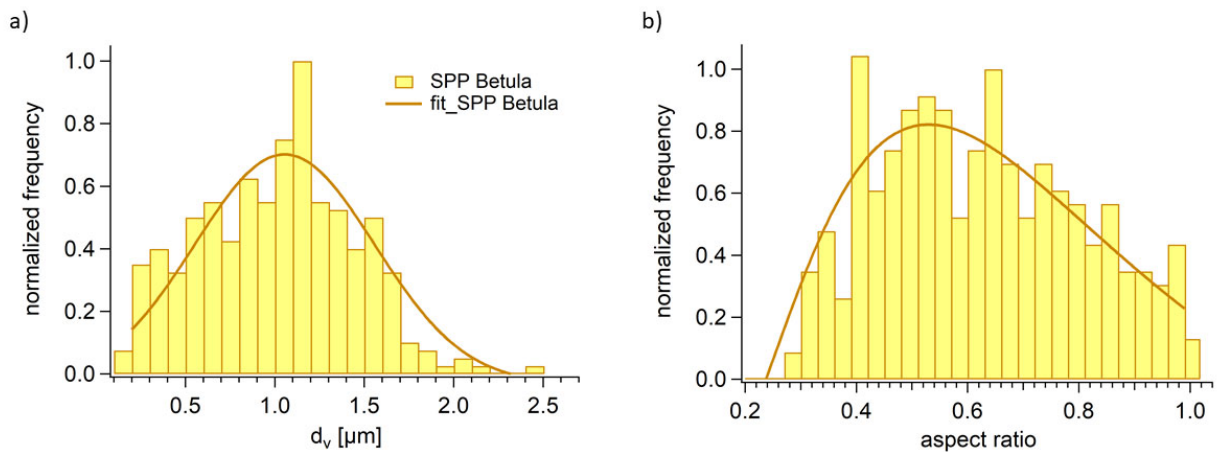 a)
normalized frequency
1.0
0.8
0.6
0.4
0.2
0.0
SPP Betula
fit_SPP Betula
0.5 1.0 1.5 2.0 2.5
dv [µm]
b)
normalized frequency
1.0
0.8
0.6
0.4
0.2
0.0
0.2 0.4 0.6 0.8 1.0
aspect ratio